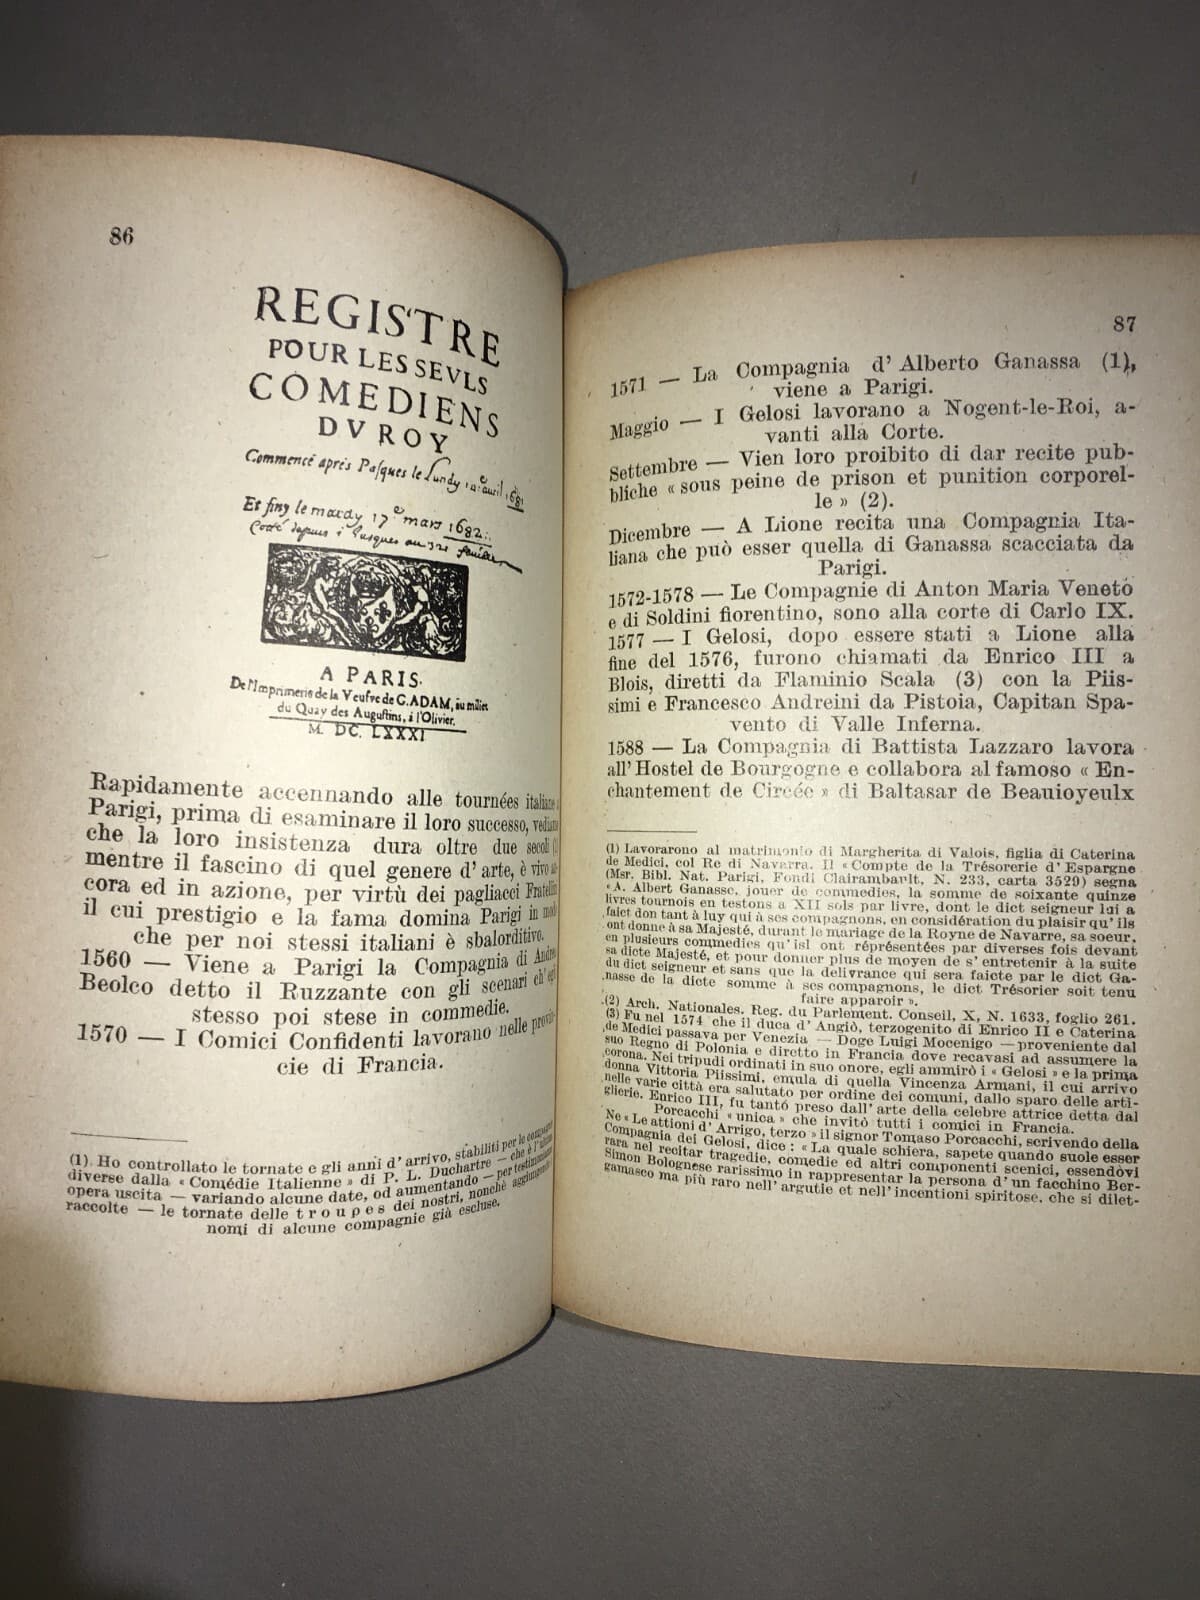 86
REGISTRE
POUR LES SEVLS
COMEDIENS
DV ROY
Commencé aprés Pasques le Lundy
Et finy le mardy 17e mars 1682
A PARIS.
De l'Imprimerie de la Veufve de G. ADAM, au milieu
du Quay des Augustins, à l'Olivier.
M. DC. LXXXI
Rapidamente accennando alle tournées italiane
Parigi, prima di esaminare il loro successo, vediamo
che la loro insistenza dura oltre due secoli (1)
mentre il fascino di quel genere d'arte, è vivo
cora ed in azione, per virtù dei pagliacci Fratellini
il cui prestigio e la fama domina Parigi in modo
che per noi stessi italiani è sbalorditivo.
1560 — Viene a Parigi la Compagnia di Andrea
Beolco detto il Ruzzante con gli scenari ch'egli
stesso poi stese in commedie.
1570 — I Comici Confidenti lavorano nelle provin-
cie di Francia.
(1) Ho controllato le tornate e gli anni d'arrivo, stabiliti per le compagnie
diverse dalla « Comédie Italienne » di P. L. Duchartre — che è l'ultima
opera uscita — variando alcune date, od aumentando — per testimonianze
raccolte — le tornate delle troupes dei nostri, nonchè aggiungendo
nomi di alcune compagnie già escluse.
87
1571 — La Compagnia d' Alberto Ganassa (1),
viene a Parigi.
Maggio — I Gelosi lavorano a Nogent-le-Roi, a-
vanti alla Corte.
Settembre — Vien loro proibito di dar recite pub-
bliche « sous peine de prison et punition corporel-
le » (2).
Dicembre — A Lione recita una Compagnia Ita-
liana che può esser quella di Ganassa scacciata da
Parigi.
1572-1578 — Le Compagnie di Anton Maria Veneto
e di Soldini fiorentino, sono alla corte di Carlo IX.
1577 — I Gelosi, dopo essere stati a Lione alla
fine del 1576, furono chiamati da Enrico III a
Blois, diretti da Flaminio Scala (3) con la Piis-
simi e Francesco Andreini da Pistoia, Capitan Spa-
vento di Valle Inferna.
1588 — La Compagnia di Battista Lazzaro lavora
all'Hostel de Bourgogne e collabora al famoso « En-
chantement de Circée » di Baltasar de Beauioyeulx
(1) Lavorarono al matrimonio di Margherita di Valois, figlia di Caterina
de Medici, col Re di Navarra. Il « Compte de la Trésorerie d'Espargne
(Msr. Bibl. Nat. Parigi, Fondi Clairambault, N. 233, carta 3529) segna
«A. Albert Ganasse, jouer de commedies, la somme de soixante quinze
livres tournois en testons a XII sols par livre, dont le dict seigneur lui a
faict don tant à luy qui à ses compagnons, en considération du plaisir qu'ils
ont donne à sa Majesté, durant le mariage de la Royne de Navarre, sa soeur,
en plusieurs commedies qu'isl ont réprésentées par diverses fois devant
sa dicte Majesté, et pour donner plus de moyen de s'entretenir à la suite
du dict seigneur et sans que la delivrance qui sera faicte par le dict Ga-
nasse de la dicte somme à ses compagnons, le dict Trésorier soit tenu
faire apparoir ».
(2) Arch. Nationales. Reg. du Parlement. Conseil, X, N. 1633, foglio 261.
(3) Fu nel 1574 che il duca d' Angiò, terzogenito di Enrico II e Caterina
de Medici passava per Venezia — Doge Luigi Mocenigo — proveniente dal
suo Regno di Polonia e diretto in Francia dove recavasi ad assumere la
corona. Nei tripudi ordinati in suo onore, egli ammirò i « Gelosi » e la prima
donna Vittoria Piissimi, emula di quella Vincenza Armani, il cui arrivo
nelle varie città era salutato per ordine dei comuni, dallo sparo delle arti-
glierie. Enrico III, fu tantó preso dall'arte della celebre attrice detta dal
Porcacchi « unica » che invitò tutti i comici in Francia.
Ne « Le attioni d'Arrigo, terzo » il signor Tomaso Porcacchi, scrivendo della
Compagnia dei Gelosi, dice : « La quale schiera, sapete quando suole esser
rara nel recitar tragedie, comedie ed altri componenti scenici, essendovi
Simon Bolognese rarissimo in rappresentar la persona d'un facchino Ber-
gamasco ma più raro nell'argutie et nell'incentioni spiritose, che si dilet-